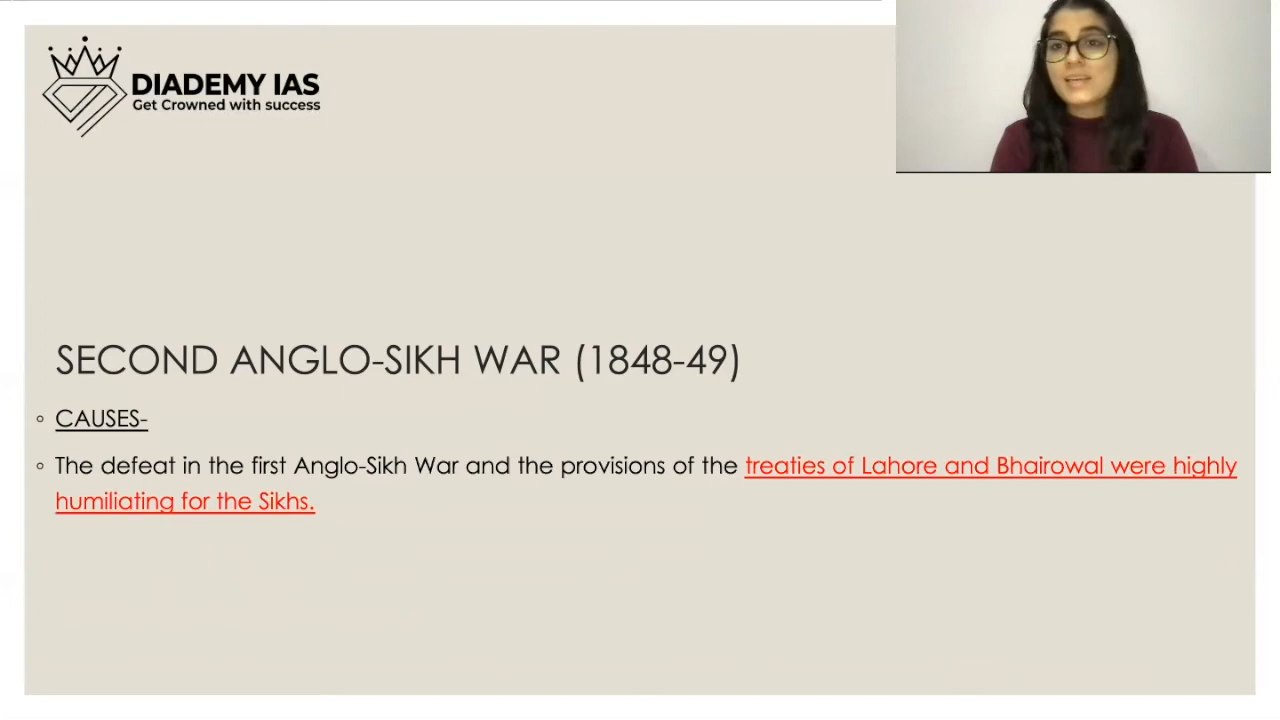 DIADEMY IAS
Get Crowned with success
SECOND ANGLO-SIKH WAR (1848-49)
◦ CAUSES-
◦ The defeat in the first Anglo-Sikh War and the provisions of the treaties of Lahore and Bhairowal were highly
humiliating for the Sikhs.